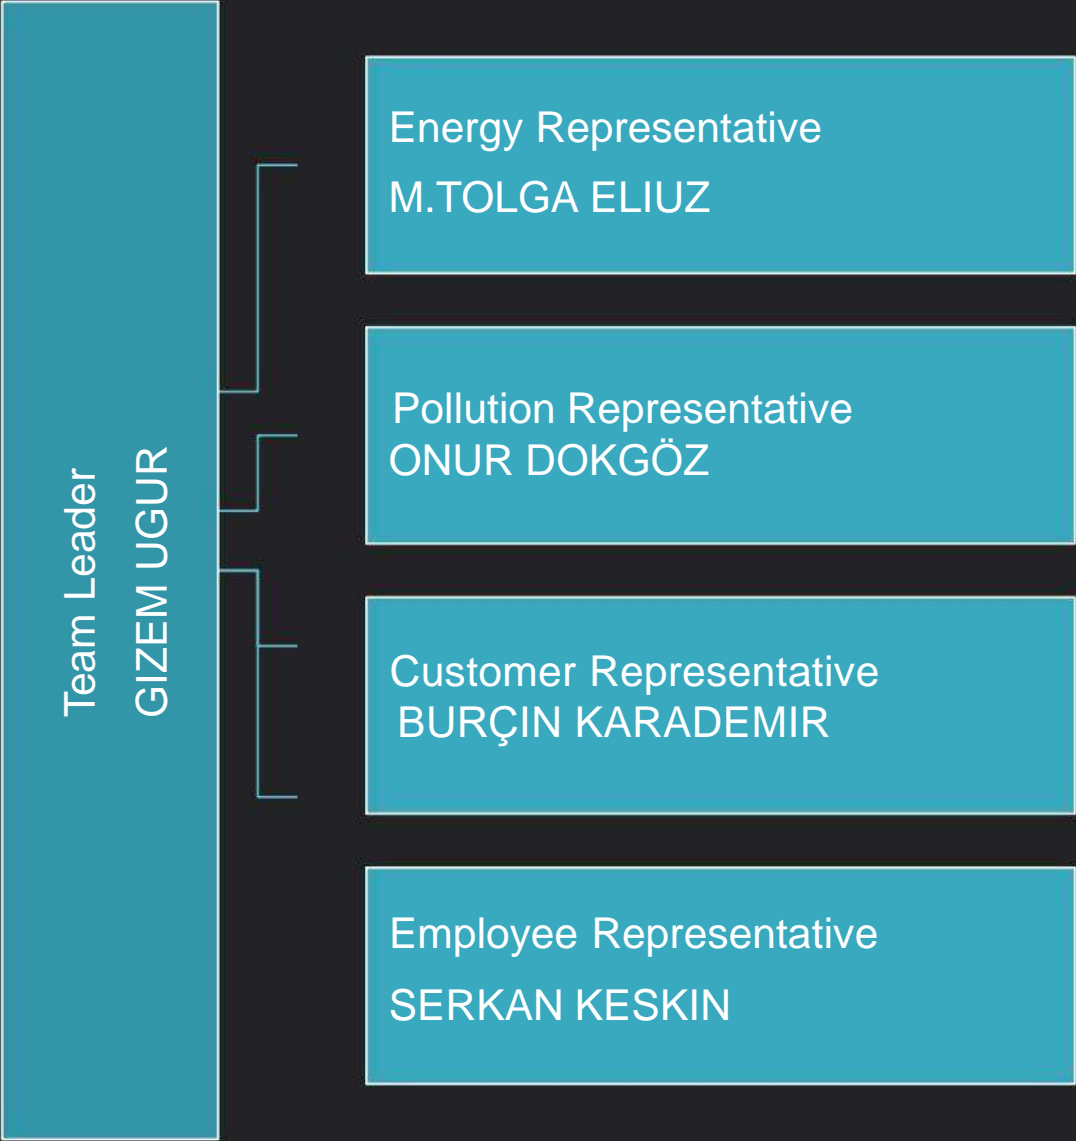 Team Leader
GIZEM UGUR
Energy Representative
M.TOLGA ELIUZ
Pollution Representative
ONUR DOKGÖZ
Customer Representative
BURÇIN KARADEMIR
Employee Representative
SERKAN KESKIN